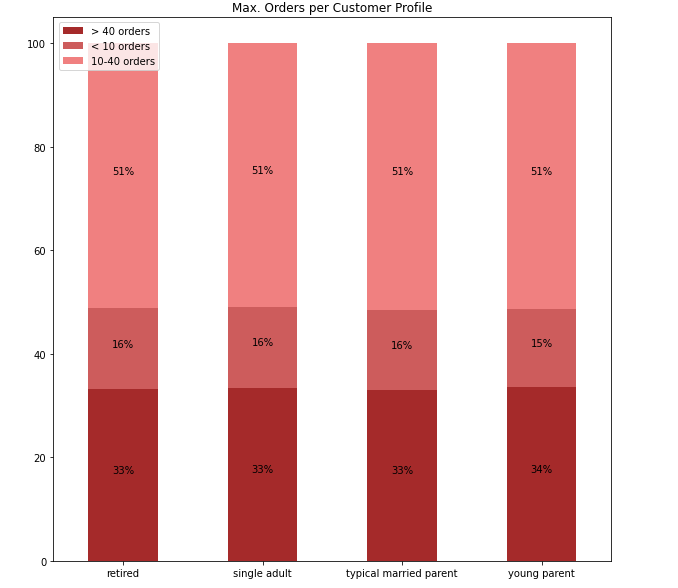 Max. Orders per Customer Profile
> 40 orders
< 10 orders
10-40 orders
100
80
60
40
20
0
51%
51%
51%
51%
16%
16%
16%
15%
33%
33%
33%
34%
retired
single adult
typical married parent
young parent